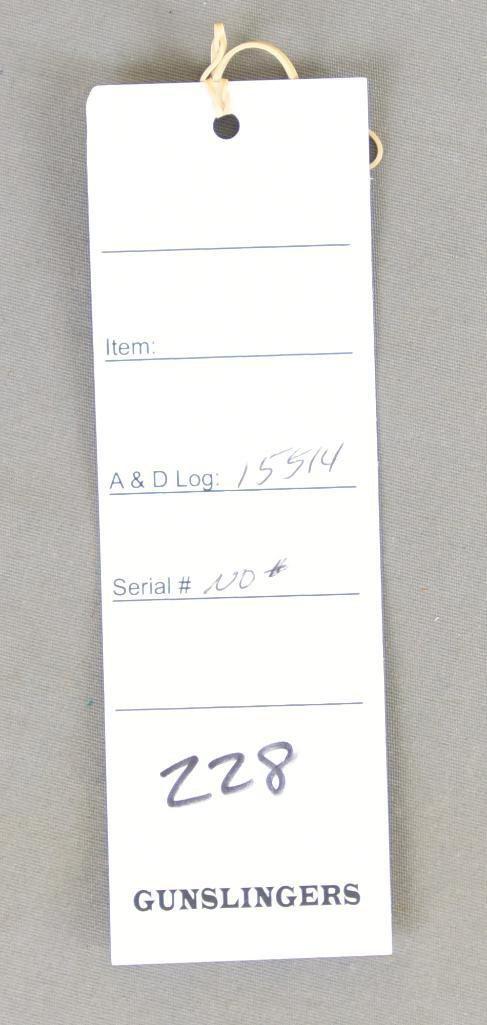 Item:
A & D Log: 15514
Serial # NO #
228
GUNSLINGERS